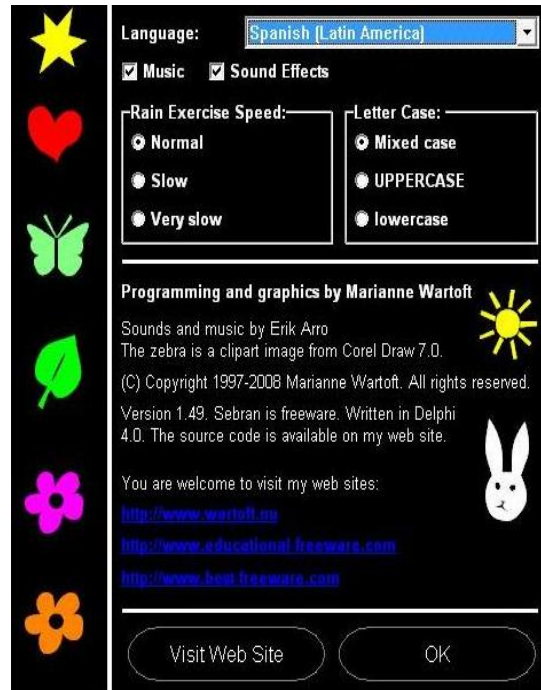 Language: Spanish (Latin America)
Music Sound Effects
Rain Exercise Speed:
Normal
Slow
Very slow
Letter Case:
Mixed case
UPPERCASE
lowercase
Programming and graphics by Marianne Wartoft
Sounds and music by Erik Arro
The zebra is a clipart image from Corel Draw 7.0.
(C) Copyright 1997-2008 Marianne Wartoft. All rights reserved.
Version 1.49. Sebran is freeware. Written in Delphi
4.0. The source code is available on my web site.
You are welcome to visit my web sites:
http://www.wartoft.nu
http://www.educational-freeware.com
http://www.best-freeware.com
Visit Web Site OK